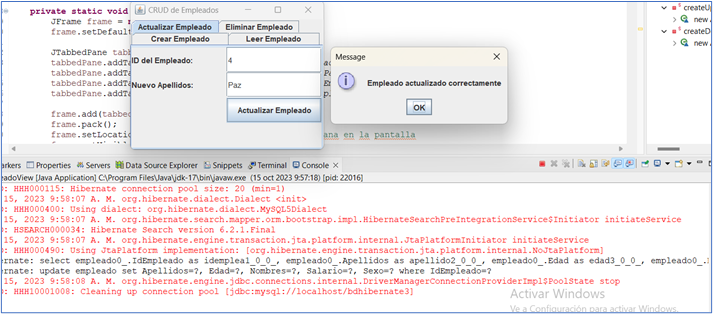 private static void
JFrame frame = n
frame.setDefaul
JTabbedPane tabb
tabbedPane.addTa
tabbedPane.addTa
tabbedPane.addTa
tabbedPane.addTa
frame.add(tabbe
frame.pack();
frame.setLocatio
ana en la pantalla
CRUD de Empleados
Actualizar Empleado Eliminar Empleado
Crear Empleado Leer Empleado
ID del Empleado: 4
Nuevo Apellidos: Paz
Actualizar Empleado
Message
Empleado actualizado correctamente
OK
createUp
new .
createD
new .
arkers Properties Servers Data Source Explorer Snippets Terminal Console
eadoView [Java Application] C:\Program Files\Java\jdk-17\bin\javaw.exe (15 oct 2023 9:57:18) [pid: 22016]
O: HHH000115: Hibernate connection pool size: 20 (min=1)
15, 2023 9:58:07 A. M. org.hibernate.dialect.Dialect <init>
O: HHH000400: Using dialect: org.hibernate.dialect.MySQL5Dialect
15, 2023 9:58:07 A. M. org.hibernate.search.mapper.orm.bootstrap.impl.HibernateSearchPreIntegrationService$Initiator initiateService
O: HSEARCH000034: Hibernate Search version 6.2.1.Final
15, 2023 9:58:07 A. M. org.hibernate.engine.transaction.jta.platform.internal.JtaPlatformInitiator initiateService
O: HHH000490: Using JtaPlatform implementation: [org.hibernate.engine.transaction.jta.platform.internal.NoJtaPlatform]
ernate: select empleado0_.IdEmpleado as idemplea1_0_0_, empleado0_.Apellidos as apellido2_0_0_, empleado0_.Edad as edad3_0_0_, empleado0_.
ernate: update empleado set Apellidos=?, Edad=?, Nombres=?, Salario=?, Sexo=? where IdEmpleado=?
15, 2023 9:58:08 A. M. org.hibernate.engine.jdbc.connections.internal.DriverManagerConnectionProviderImpl$PoolState stop
O: HHH10001008: Cleaning up connection pool [jdbc:mysql://localhost/bdhibernate3]
Activar Windows
Ve a Configuración para activar Windows.